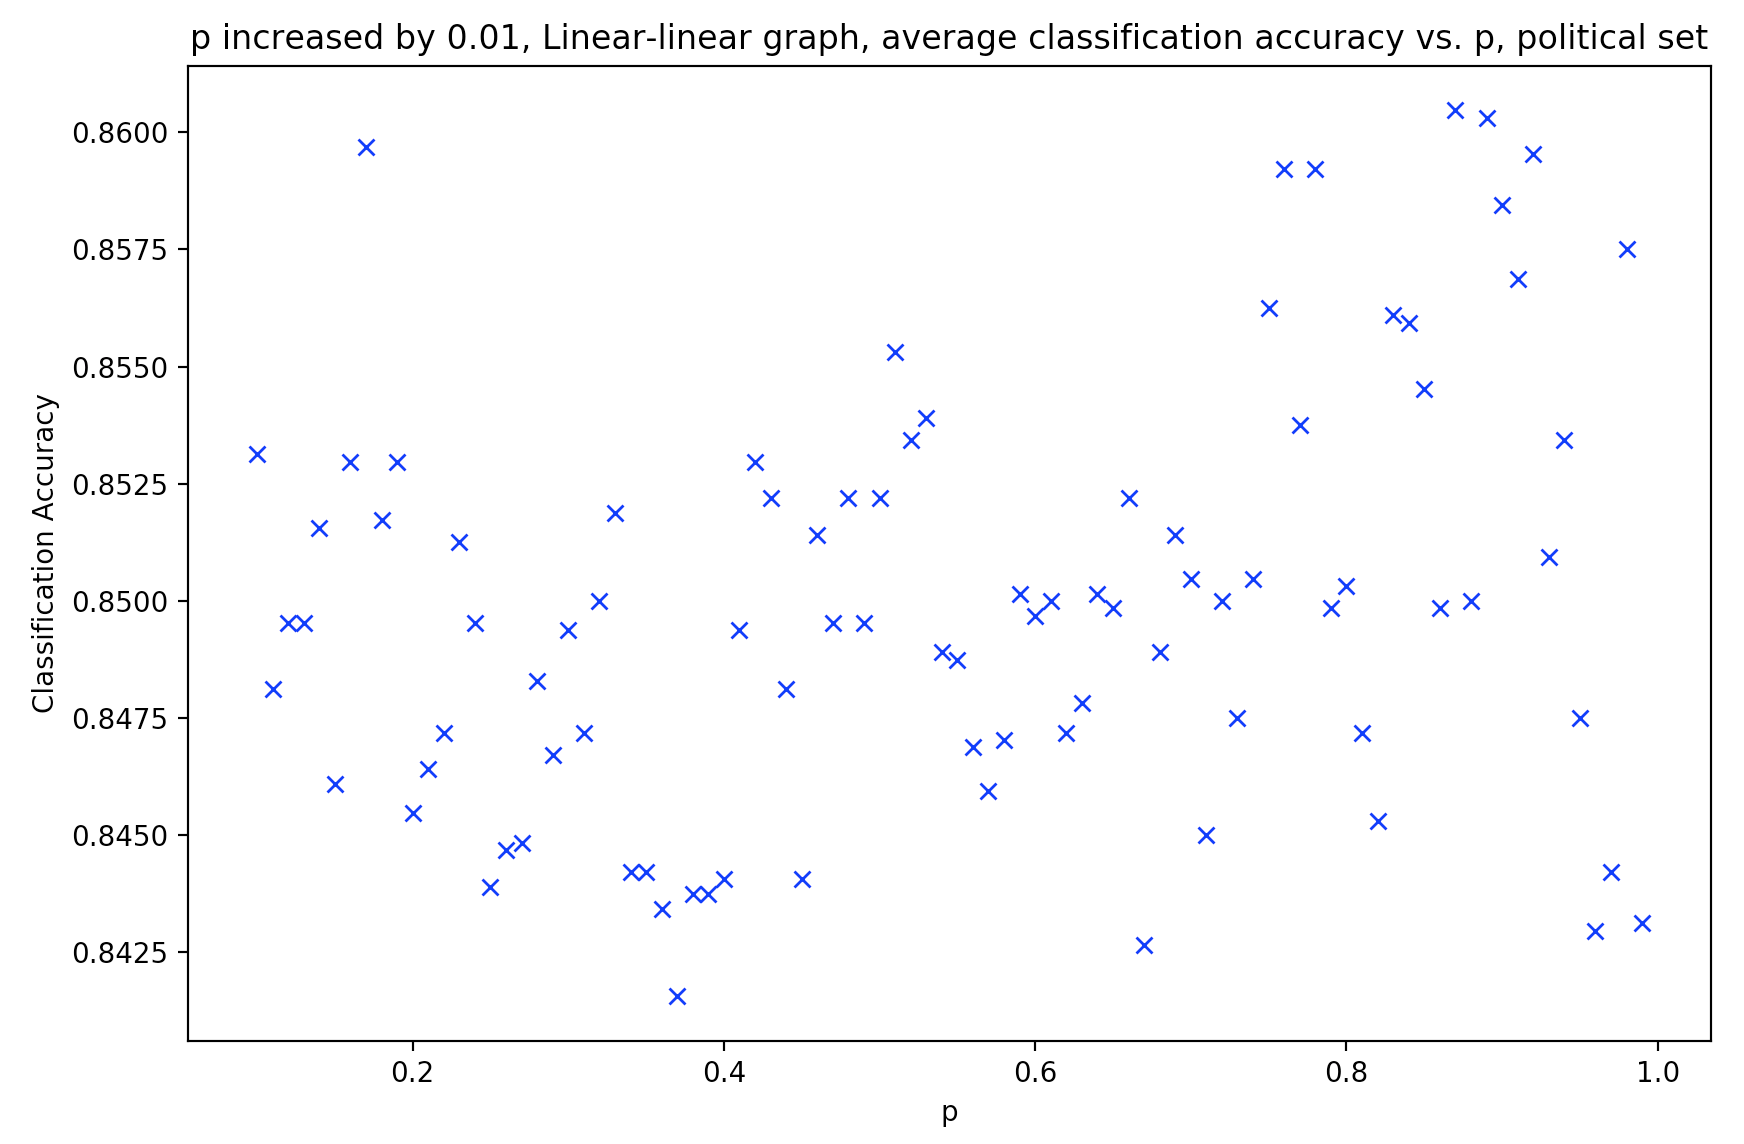 p increased by 0.01, Linear-linear graph, average classification accuracy vs. p, political set
0.8600
0.8575
0.8550
0.8525
0.8500
0.8475
0.8450
0.8425
Classification Accuracy
0.2 0.4 0.6 0.8 1.0
p